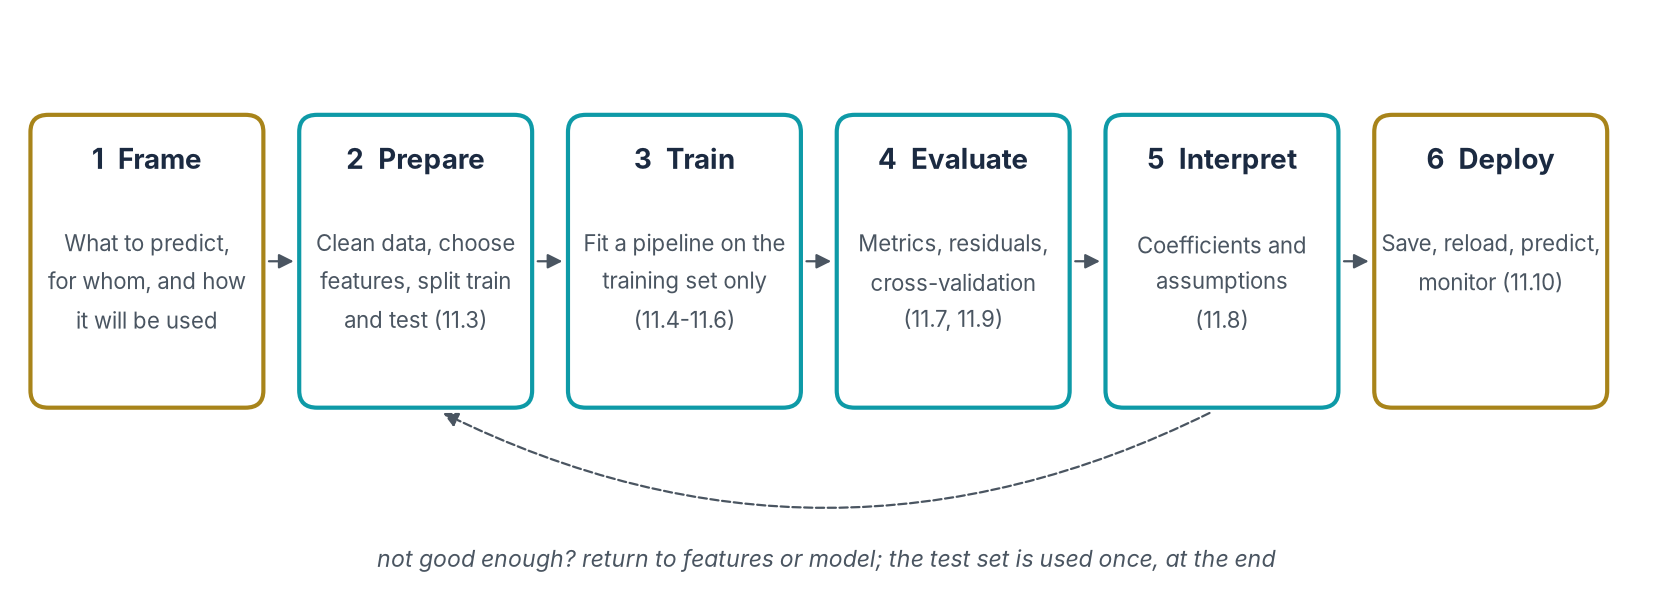 1 Frame
What to predict,
for whom, and how
it will be used
2 Prepare
Clean data, choose
features, split train
and test (11.3)
3 Train
Fit a pipeline on the
training set only
(11.4-11.6)
4 Evaluate
Metrics, residuals,
cross-validation
(11.7, 11.9)
5 Interpret
Coefficients and
assumptions
(11.8)
6 Deploy
Save, reload, predict,
monitor (11.10)
not good enough? return to features or model; the test set is used once, at the end